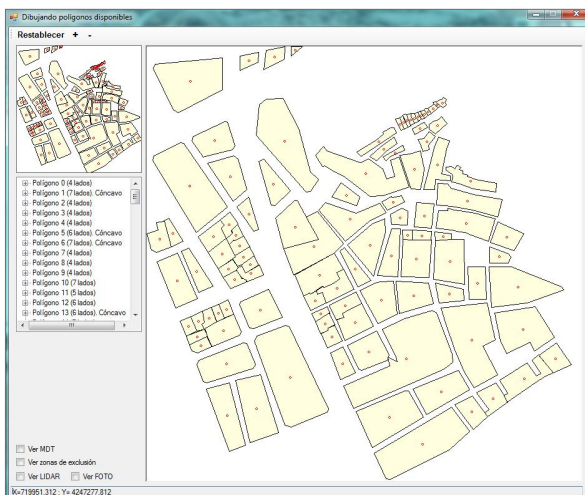 Dibujando polígonos disponibles
Restablecer + -
Polígono 0 (4 lados)
Polígono 1 (7 lados). Cóncavo
Polígono 2 (4 lados)
Polígono 3 (4 lados)
Polígono 4 (4 lados)
Polígono 5 (6 lados). Cóncavo
Polígono 6 (7 lados). Cóncavo
Polígono 7 (4 lados)
Polígono 8 (4 lados)
Polígono 9 (4 lados)
Polígono 10 (7 lados)
Polígono 11 (5 lados)
Polígono 12 (6 lados)
Polígono 13 (6 lados). Cóncavo
Ver MDT
Ver zonas de exclusión
Ver LIDAR Ver FOTO
X=719951.312 ; Y= 4247277.812